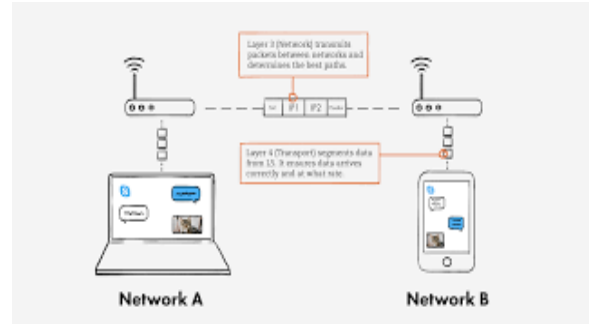 Layer 3 (Network) transmits
packets between networks and
determines the best paths.
IP1 IP2
Layer 4 (Transport) segments data
from L5. It ensures data arrives
correctly and at what rate.
Network A
Network B